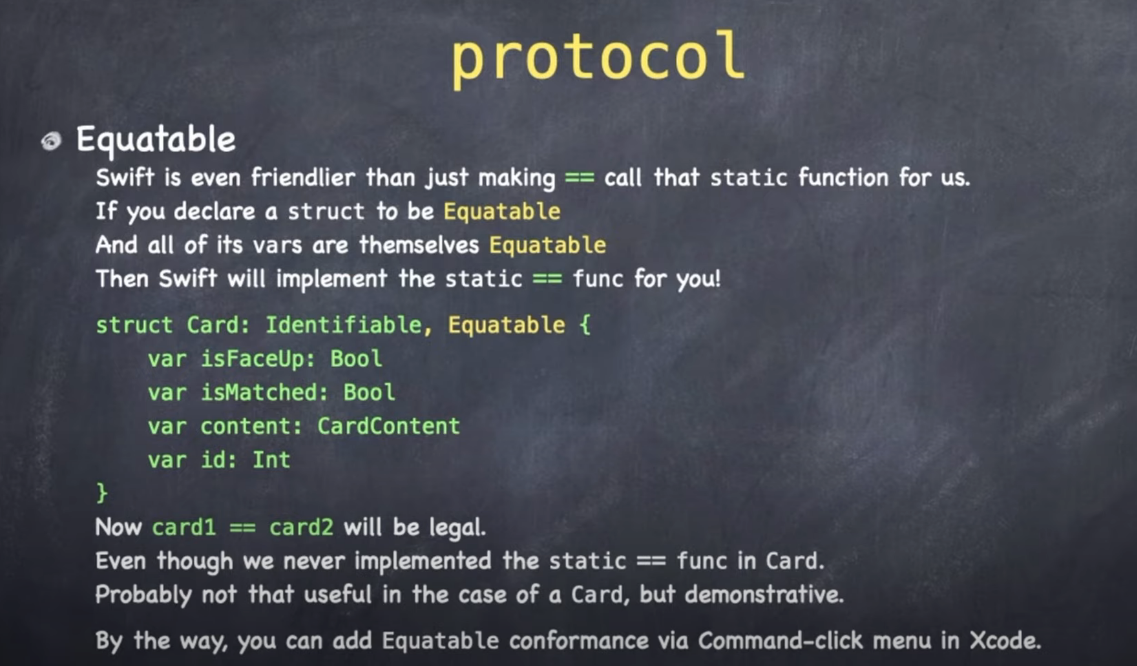 protocol
Equatable
Swift is even friendlier than just making == call that static function for us.
If you declare a struct to be Equatable
And all of its vars are themselves Equatable
Then Swift will implement the static == func for you!
struct Card: Identifiable, Equatable {
    var isFaceUp: Bool
    var isMatched: Bool
    var content: CardContent
    var id: Int
}
Now card1 == card2 will be legal.
Even though we never implemented the static == func in Card.
Probably not that useful in the case of a Card, but demonstrative.
By the way, you can add Equatable conformance via Command-click menu in Xcode.